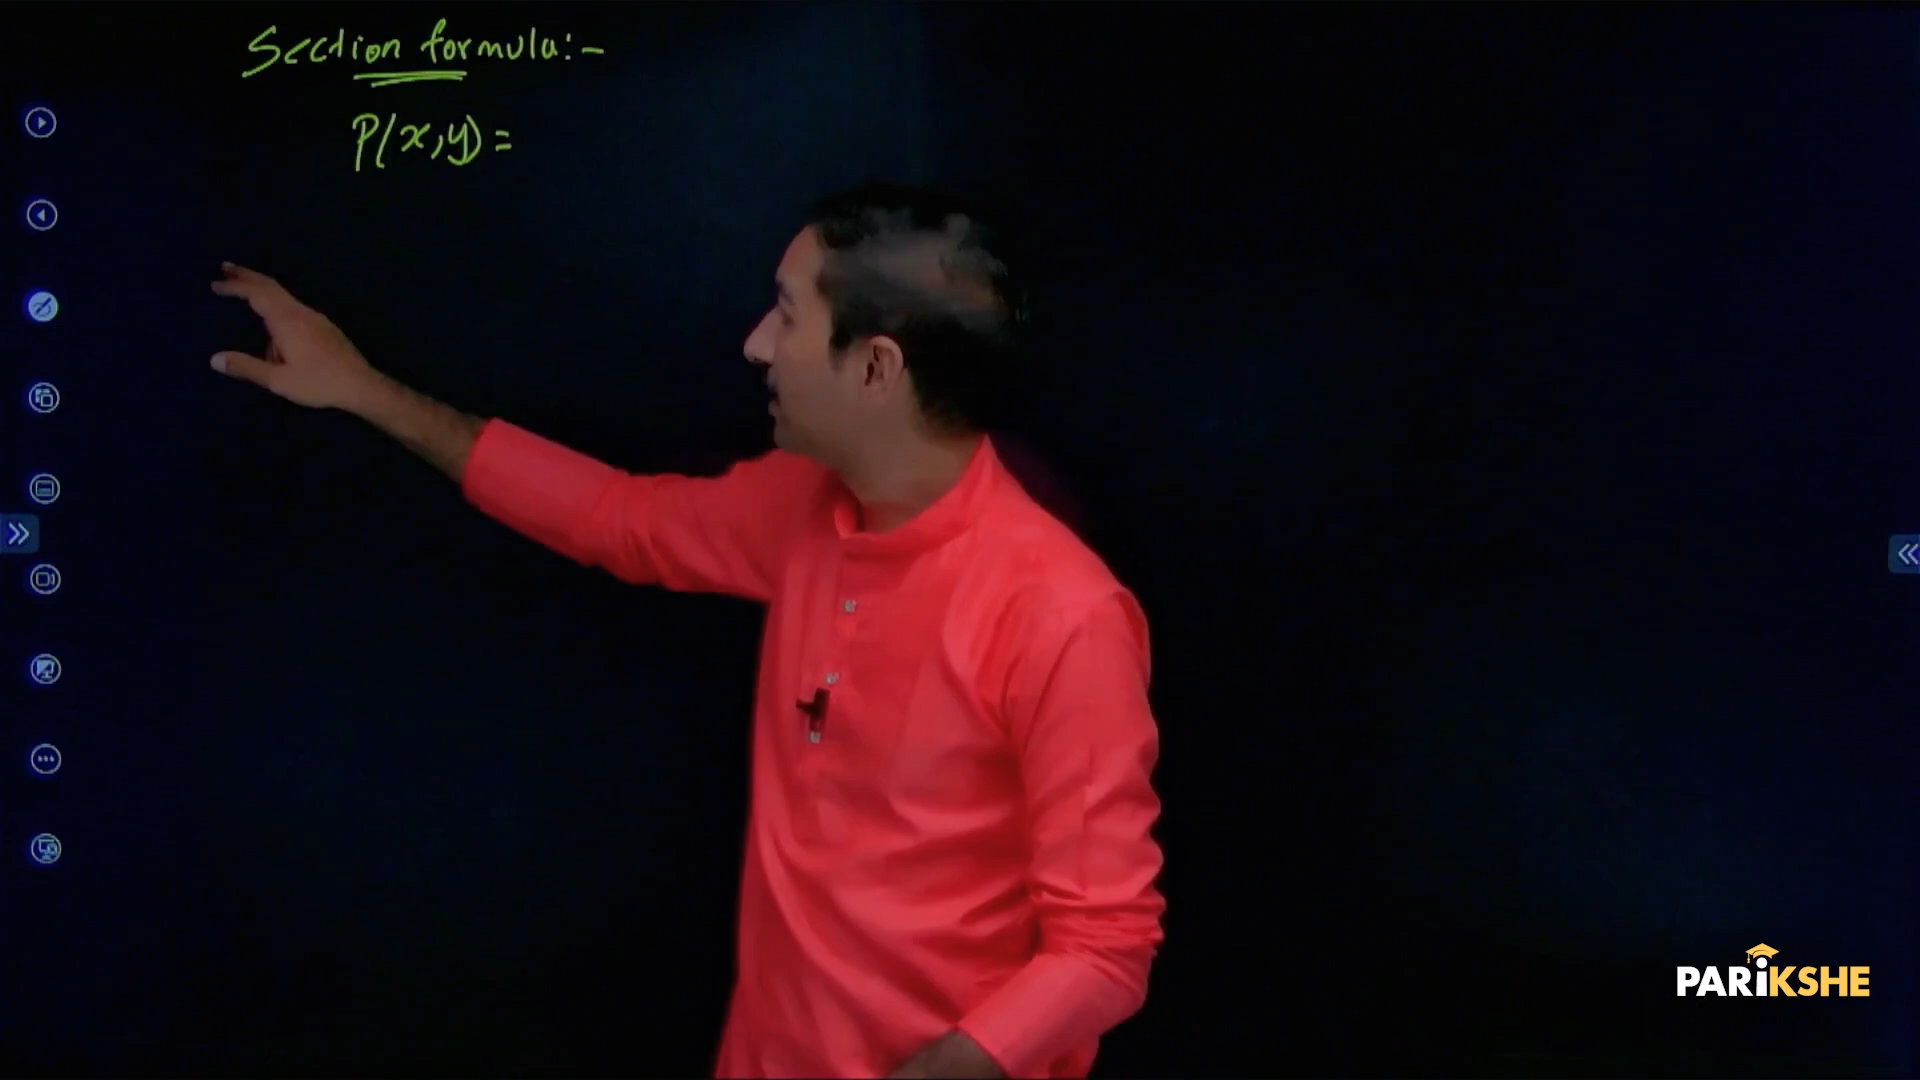 Section formula:-
P(x,y)=
PARiKSHE